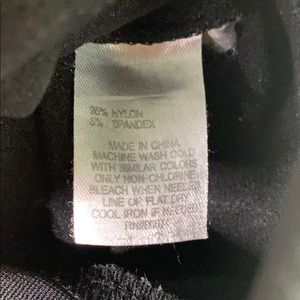 95% NYLON
5% SPANDEX
MADE IN CHINA
MACHINE WASH COLD
WITH SIMILAR COLORS
ONLY NON-CHLORINE
BLEACH WHEN NEEDED
LINE OR FLAT DRY
COOL IRON IF NEEDED